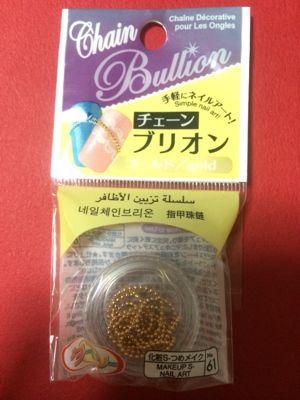 Chaîne Décorative
pour Les Ongles
Chain
Bullion
手軽にネイルアート!
Simple nail art!
チェーン
ブリオン
ゴールド/gold
سلسلة تزيين الأظافر
네일체인브리온 指甲珠链
化粧S-つめメイク
MAKEUP S-
NAIL ART
No
61